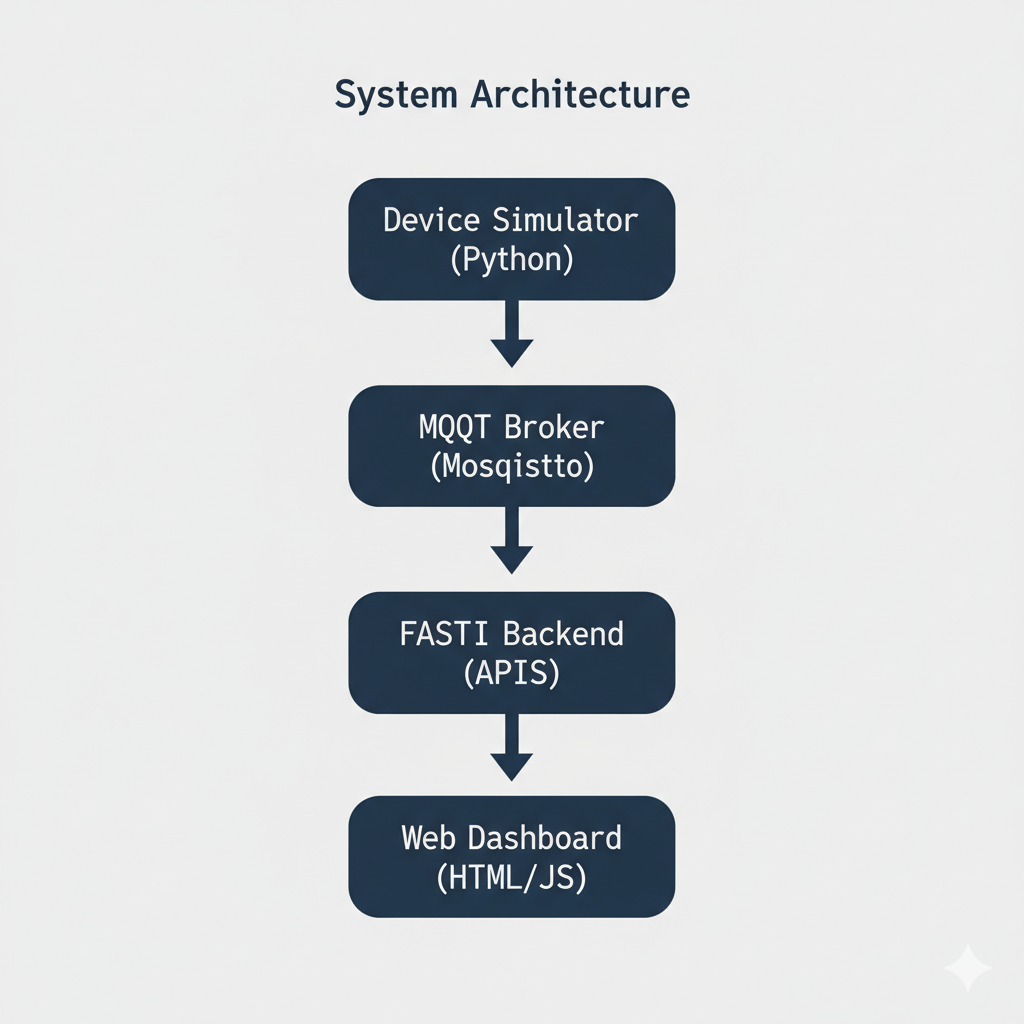 System Architecture
Device Simulator
(Python)
MQQT Broker
(Mosqistto)
FASTI Backend
(APIS)
Web Dashboard
(HTML/JS)